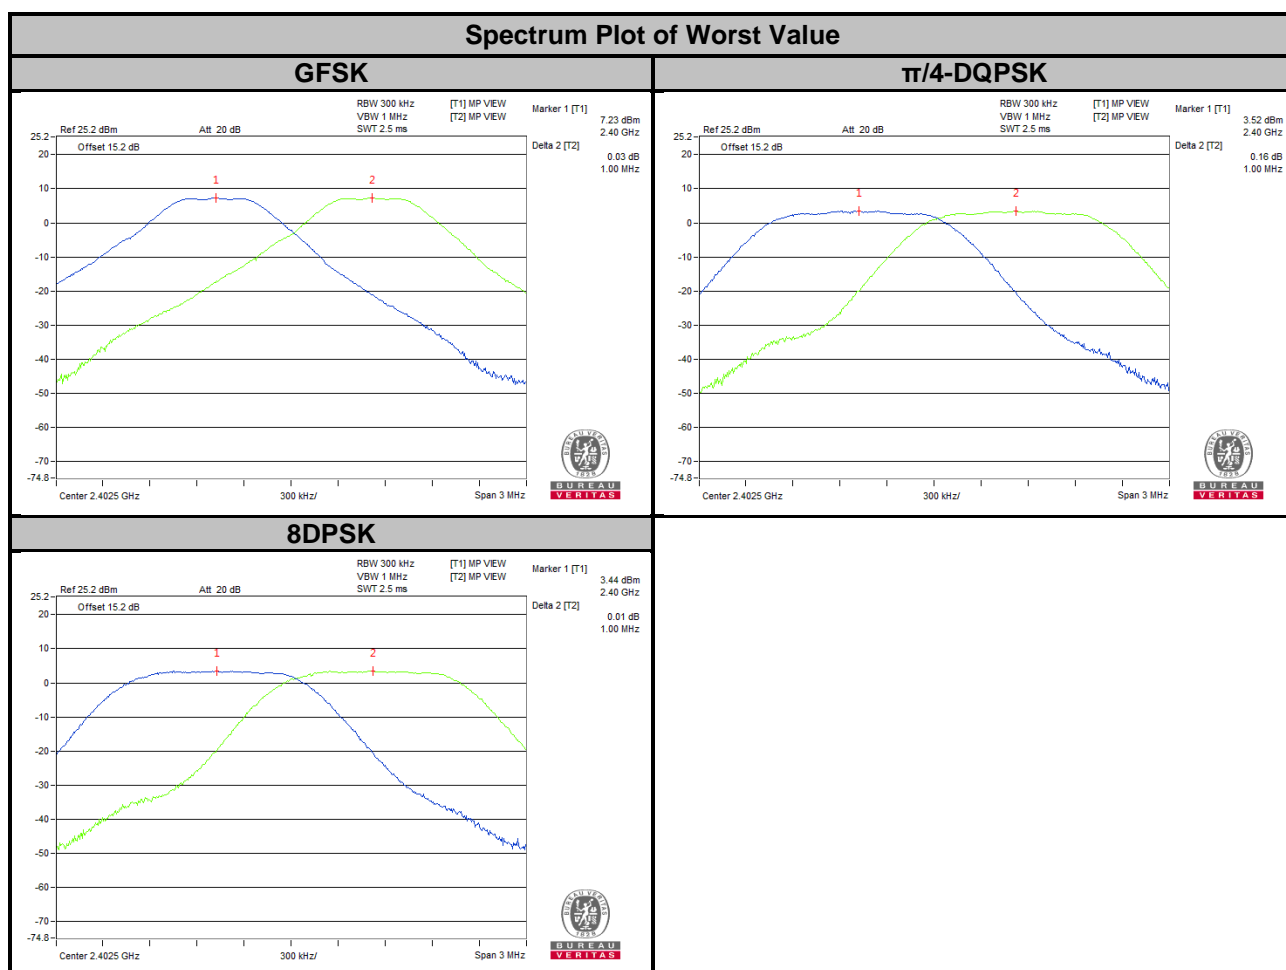 Spectrum Plot of Worst Value
GFSK
RBW 300 kHz [T1] MP VIEW
VBW 1 MHz [T2] MP VIEW
Ref 25.2 dBm Att 20 dB SWT 2.5 ms
Marker 1 [T1]
7.23 dBm
2.40 GHz
Delta 2 [T2]
0.03 dB
1.00 MHz
25.2
Offset 15.2 dB
20
1 2
10
0
-10
-20
-30
-40
-50
-60
-70
-74.8
Center 2.4025 GHz 300 kHz/ Span 3 MHz
BUREAU VERITAS
1828
BUREAU
VERITAS
π/4-DQPSK
RBW 300 kHz [T1] MP VIEW
VBW 1 MHz [T2] MP VIEW
Ref 25.2 dBm Att 20 dB SWT 2.5 ms
Marker 1 [T1]
3.52 dBm
2.40 GHz
Delta 2 [T2]
0.16 dB
1.00 MHz
25.2
Offset 15.2 dB
20
1 2
10
0
-10
-20
-30
-40
-50
-60
-70
-74.8
Center 2.4025 GHz 300 kHz/ Span 3 MHz
BUREAU VERITAS
1828
BUREAU
VERITAS
8DPSK
RBW 300 kHz [T1] MP VIEW
VBW 1 MHz [T2] MP VIEW
Ref 25.2 dBm Att 20 dB SWT 2.5 ms
Marker 1 [T1]
3.44 dBm
2.40 GHz
Delta 2 [T2]
0.01 dB
1.00 MHz
25.2
Offset 15.2 dB
20
1 2
10
0
-10
-20
-30
-40
-50
-60
-70
-74.8
Center 2.4025 GHz 300 kHz/ Span 3 MHz
BUREAU VERITAS
1828
BUREAU
VERITAS